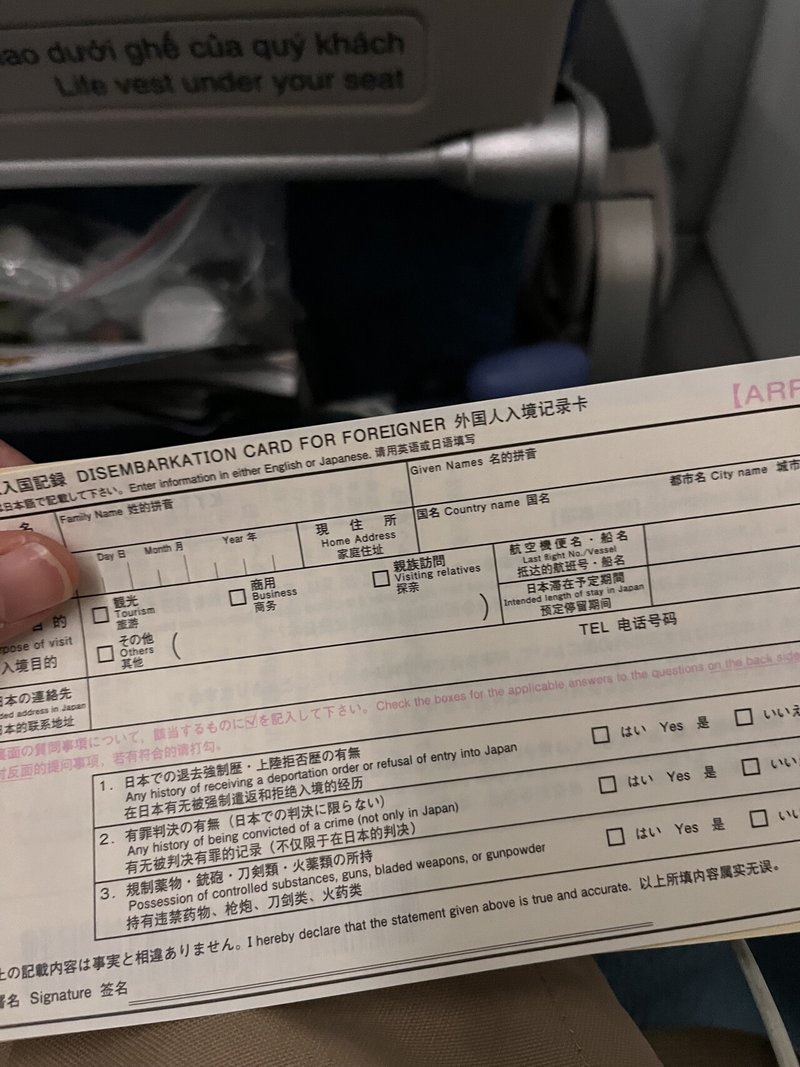 ao dưới ghế của quý khách
Life vest under your seat
【ARR
入国記録 DISEMBARKATION CARD FOR FOREIGNER 外国人入境记录卡
日本語で記載して下さい。Enter information in either English or Japanese. 请用英语或日语填写
名
Family Name 姓的拼音
Given Names 名的拼音
Day 日 Month 月 Year 年
現 住 所
Home Address
家庭住址
国名 Country name 国名
都市名 City name 城市
目 的
pose of visit
入境目的
観光
Tourism
旅游
商用
Business
商务
親族訪問
Visiting relatives
探亲
その他
Others
其他
(
)
航空機便名・船名
Last flight No./Vessel
抵达的航班号・船名
日本滞在予定期間
Intended length of stay in Japan
预定停留期间
日本の連絡先
ded address in Japan
日本的联系地址
TEL 电话号码
裏面の質問事項について、該当するものに☑を記入して下さい。Check the boxes for the applicable answers to the questions on the back side
对反面的提问事项，若有符合的请打勾。
1. 日本での退去強制歴・上陸拒否歴の有無
Any history of receiving a deportation order or refusal of entry into Japan
在日本有无被强制遣返和拒绝入境的经历
はい Yes 是
いいえ
2. 有罪判決の有無（日本での判決に限らない）
Any history of being convicted of a crime (not only in Japan)
有无被判决有罪的记录（不仅限于在日本的判决）
はい Yes 是
いい
3. 規制薬物・銃砲・刀剣類・火薬類の所持
Possession of controlled substances, guns, bladed weapons, or gunpowder
持有违禁药物、枪炮、刀剑类、火药类
はい Yes 是
いい
上の記載内容は事実と相違ありません。I hereby declare that the statement given above is true and accurate. 以上所填内容属实无误。
署名 Signature 签名